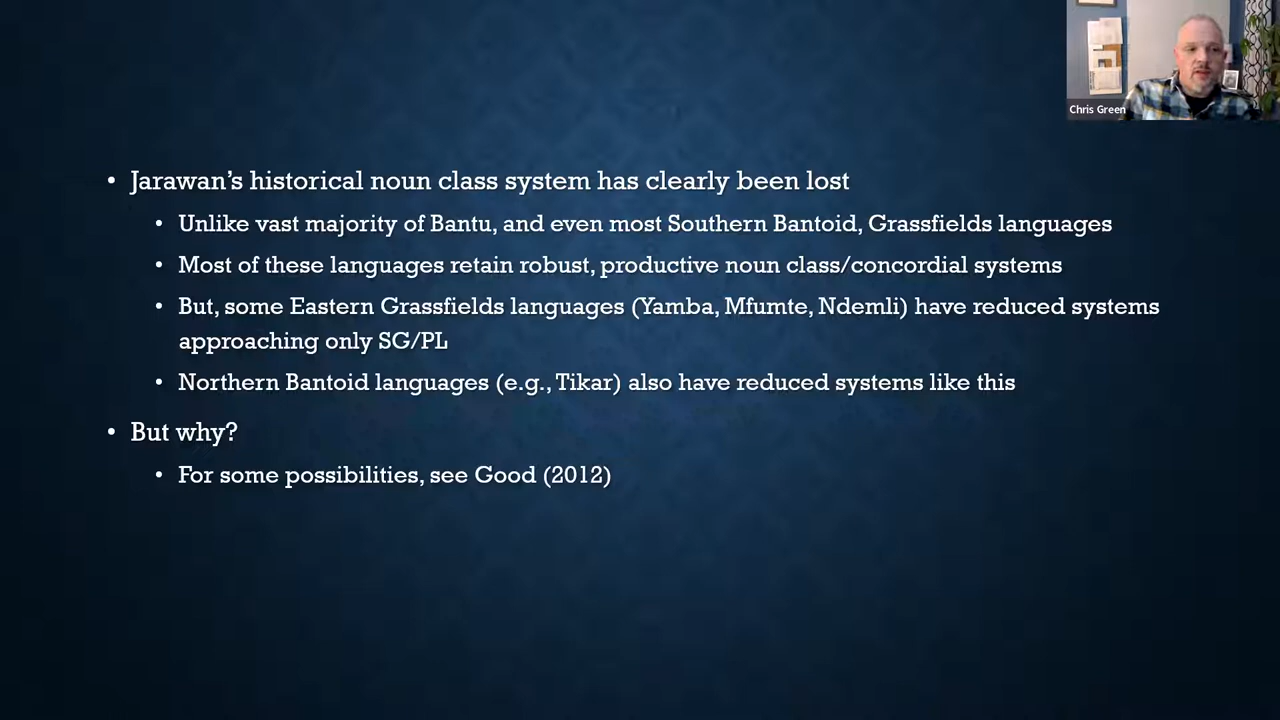 Chris Green
• Jarawan’s historical noun class system has clearly been lost
• Unlike vast majority of Bantu, and even most Southern Bantoid, Grassfields languages
• Most of these languages retain robust, productive noun class/concordial systems
• But, some Eastern Grassfields languages (Yamba, Mfumte, Ndemli) have reduced systems
approaching only SG/PL
• Northern Bantoid languages (e.g., Tikar) also have reduced systems like this
• But why?
• For some possibilities, see Good (2012)